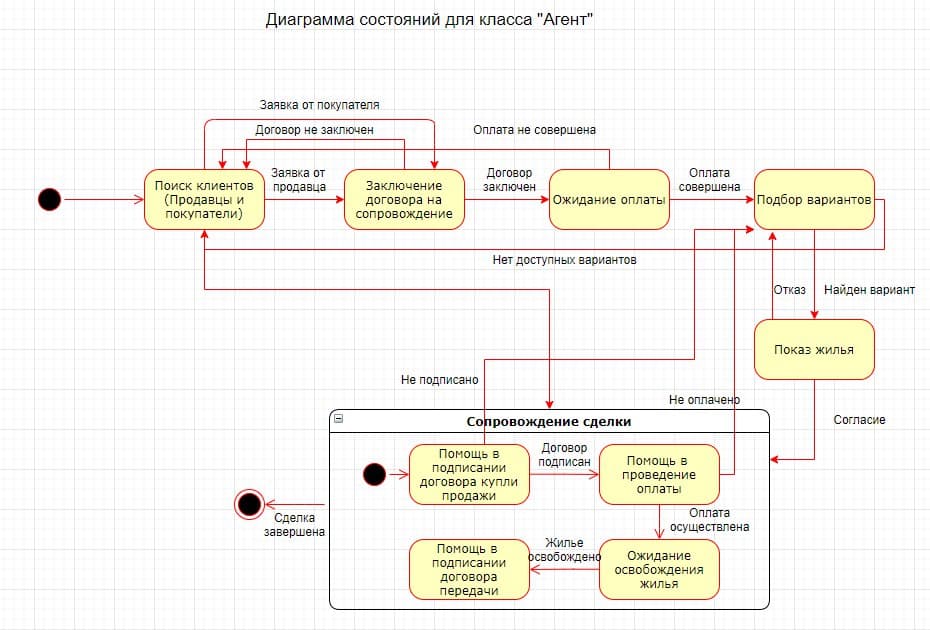 Диаграмма состояний для класса "Агент"
Заявка от покупателя
Договор не заключен
Оплата не совершена
Поиск клиентов
(Продавцы и
покупатели)
Заявка от
продавца
Заключение
договора на
сопровождение
Договор
заключен
Ожидание оплаты
Оплата
совершена
Подбор вариантов
Нет доступных вариантов
Отказ
Найден вариант
Показ жилья
Не подписано
Не оплачено
Согласие
Сопровождение сделки
Помощь в
подписании
договора купли
продажи
Договор
подписан
Помощь в
проведение
оплаты
Сделка
завершена
Оплата
осуществлена
Помощь в
подписании
договора
передачи
Жилье
освобождено
Ожидание
освобождения
жилья